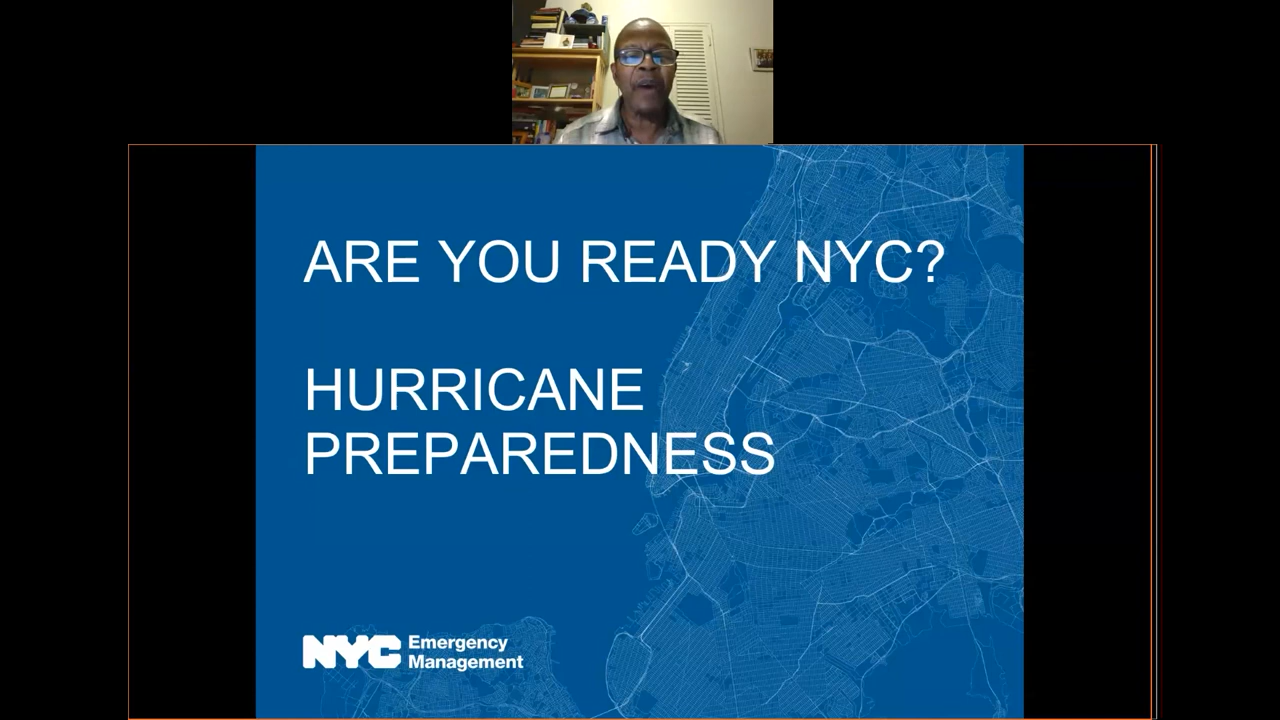 ARE YOU READY NYC?
HURRICANE
PREPAREDNESS
NYC Emergency
Management